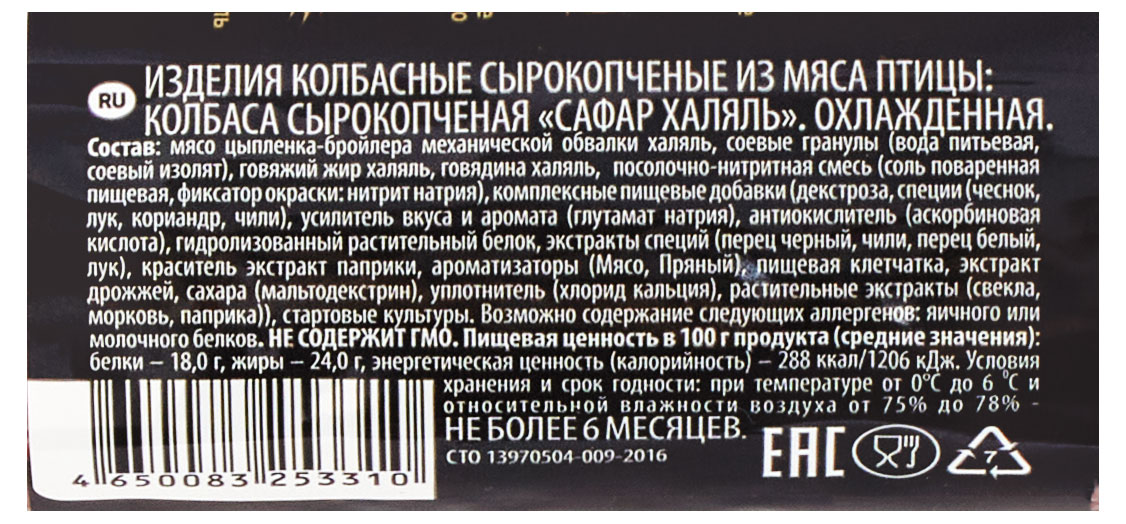 RU
ИЗДЕЛИЯ КОЛБАСНЫЕ СЫРОКОПЧЕНЫЕ ИЗ МЯСА ПТИЦЫ:
КОЛБАСА СЫРОКОПЧЕНАЯ «САФАР ХАЛЯЛЬ». ОХЛАЖДЕННАЯ.
Состав: мясо цыпленка-бройлера механической обвалки халяль, соевые гранулы (вода питьевая,
соевый изолят), говяжий жир халяль, говядина халяль, посолочно-нитритная смесь (соль поваренная
пищевая, фиксатор окраски: нитрит натрия), комплексные пищевые добавки (декстроза, специи (чеснок,
лук, кориандр, чили), усилитель вкуса и аромата (глутамат натрия), антиокислитель (аскорбиновая
кислота), гидролизованный растительный белок, экстракты специй (перец черный, чили, перец белый,
лук), краситель экстракт паприки, ароматизаторы (Мясо, Пряный), пищевая клетчатка, экстракт
дрожжей, сахара (мальтодекстрин), уплотнитель (хлорид кальция), растительные экстракты (свекла,
морковь, паприка)), стартовые культуры. Возможно содержание следующих аллергенов: яичного или
молочного белков. НЕ СОДЕРЖИТ ГМО. Пищевая ценность в 100 г продукта (средние значения):
белки – 18,0 г, жиры – 24,0 г, энергетическая ценность (калорийность) – 288 ккал/1206 кДж. Условия
хранения и срок годности: при температуре от 0°С до 6 °С и
относительной влажности воздуха от 75% до 78% -
НЕ БОЛЕЕ 6 МЕСЯЦЕВ.
СТО 13970504-009-2016
EAC
7
4 650083 253310